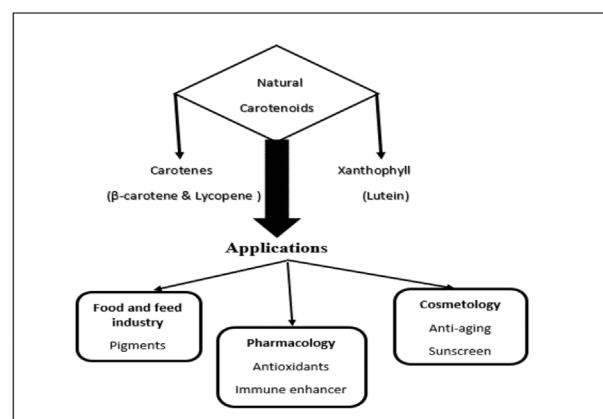 Natural
Carotenoids
Carotenes
(β-carotene & Lycopene )
Xanthophyll
(Lutein)
Applications
Food and feed
industry
Pigments
Pharmacology
Antioxidants
Immune enhancer
Cosmetology
Anti-aging
Sunscreen